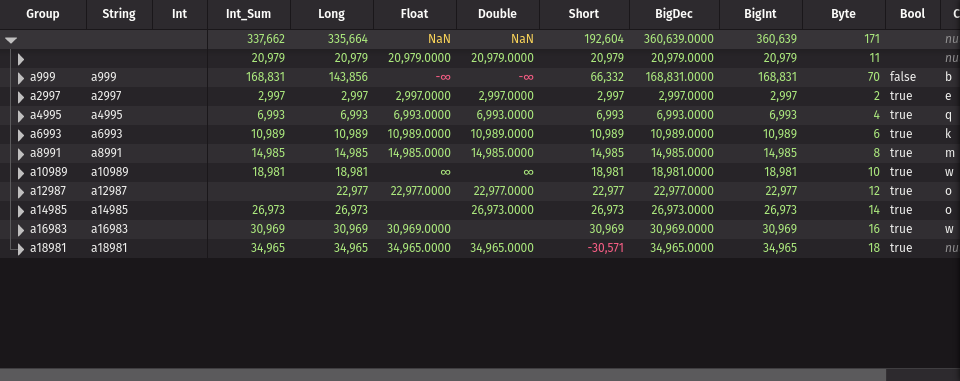 Group String Int Int_Sum Long Float Double Short BigDec BigInt Byte Bool C
337,662 335,664 NaN NaN 192,604 360,639.0000 360,639 171 nu
20,979 20,979 20,979.0000 20,979.0000 20,979 20,979.0000 20,979 11 nu
a999 a999 168,831 143,856 -∞ -∞ 66,332 168,831.0000 168,831 70 false b
a2997 a2997 2,997 2,997 2,997.0000 2,997.0000 2,997 2,997.0000 2,997 2 true e
a4995 a4995 6,993 6,993 6,993.0000 6,993.0000 6,993 6,993.0000 6,993 4 true q
a6993 a6993 10,989 10,989 10,989.0000 10,989.0000 10,989 10,989.0000 10,989 6 true k
a8991 a8991 14,985 14,985 14,985.0000 14,985.0000 14,985 14,985.0000 14,985 8 true m
a10989 a10989 18,981 18,981 ∞ ∞ 18,981 18,981.0000 18,981 10 true w
a12987 a12987 22,977 22,977.0000 22,977.0000 22,977 22,977.0000 22,977 12 true o
a14985 a14985 26,973 26,973 26,973.0000 26,973 26,973.0000 26,973 14 true o
a16983 a16983 30,969 30,969 30,969.0000 30,969 30,969.0000 30,969 16 true w
a18981 a18981 34,965 34,965 34,965.0000 34,965.0000 -30,571 34,965.0000 34,965 18 true nu